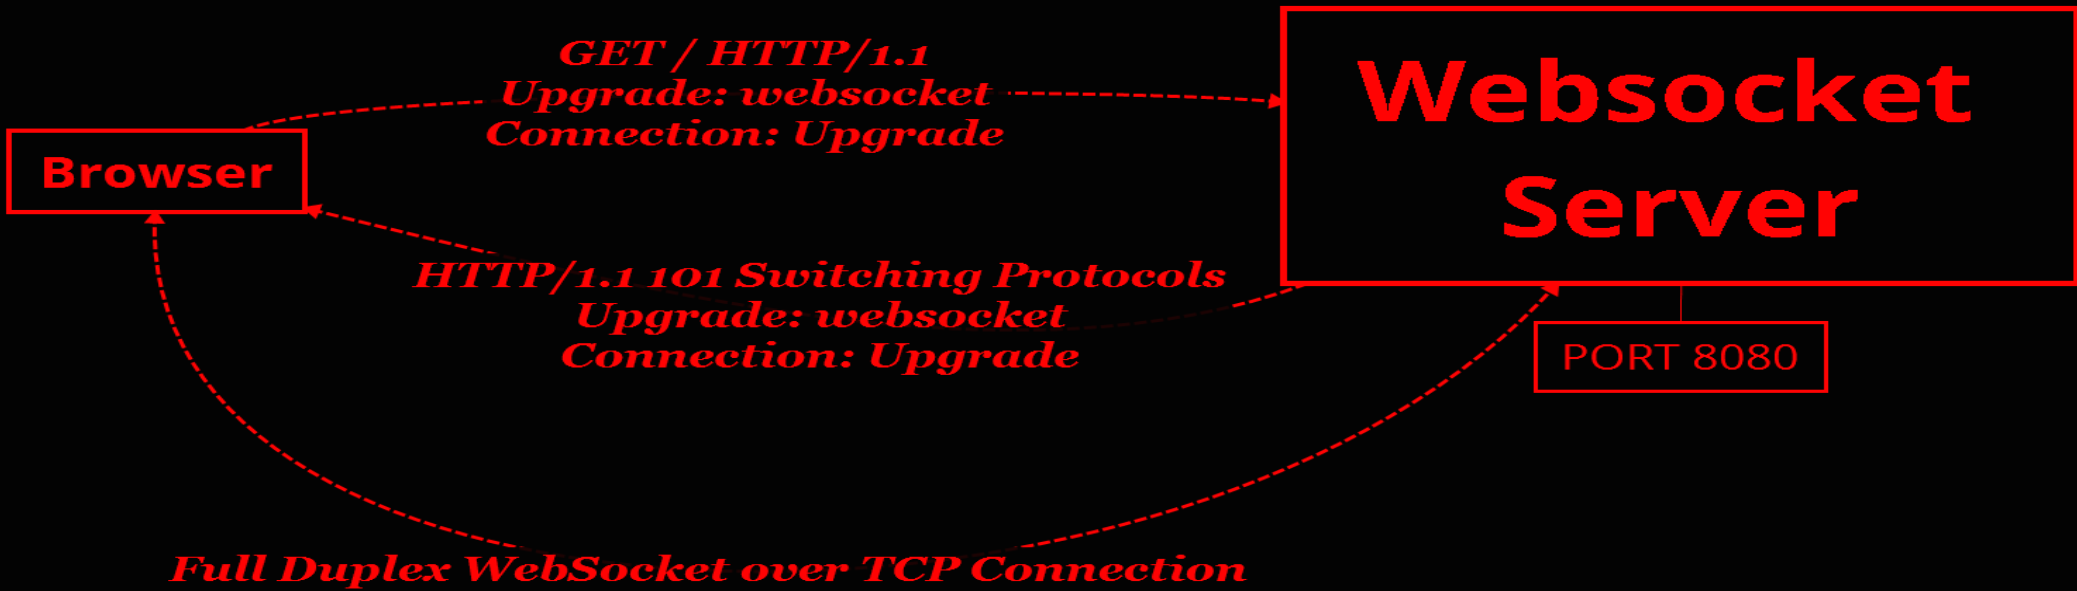 GET / HTTP/1.1
Upgrade: websocket
Connection: Upgrade
Websocket
Server
Browser
HTTP/1.1 101 Switching Protocols
Upgrade: websocket
Connection: Upgrade
PORT 8080
Full Duplex WebSocket over TCP Connection